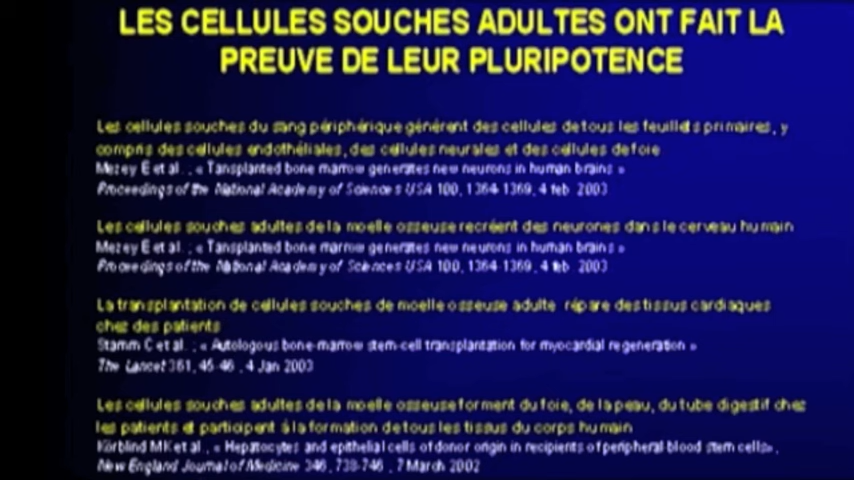 LES CELLULES SOUCHES ADULTES ONT FAIT LA
PREUVE DE LEUR PLURIPOTENCE
Les cellules souches du sang périphérique génèrent des cellules de tous les feuillets primaires, y
compris des cellules endothéliales, des cellules neurales et des cellules de foie
Mezey E et al. : « Tansplanted bone marrow generates new neurons in human brains »
Proceedings of the National Academy of Sciences USA 100, 1364-1369, 4 feb 2003
Les cellules souches adultes de la moelle osseuse recréent des neurones dans le cerveau humain
Mezey E et al. : « Tansplanted bone marrow generates new neurons in human brains »
Proceedings of the National Academy of Sciences USA 100, 1364-1369, 4 feb 2003
La transplantation de cellules souches de moelle osseuse adulte répare des tissus cardiaques
chez des patients
Stamm C et al. : « Autologous bone-marrow stem-cell transplantation for myocardial regeneration »
The Lancet 361, 45-46 , 4 Jan 2003
Les cellules souches adultes de la moelle osseuse forment du foie, de la peau, du tube digestif chez
les patients et participent à la formation de tous les tissus du corps humain
Körblind MK et al , « Hepatocytes and epithelial cells of donor origin in recipients of peripheral blood stem cells»,
New England Journal of Medicine 346, 738-746 , 7 March 2002